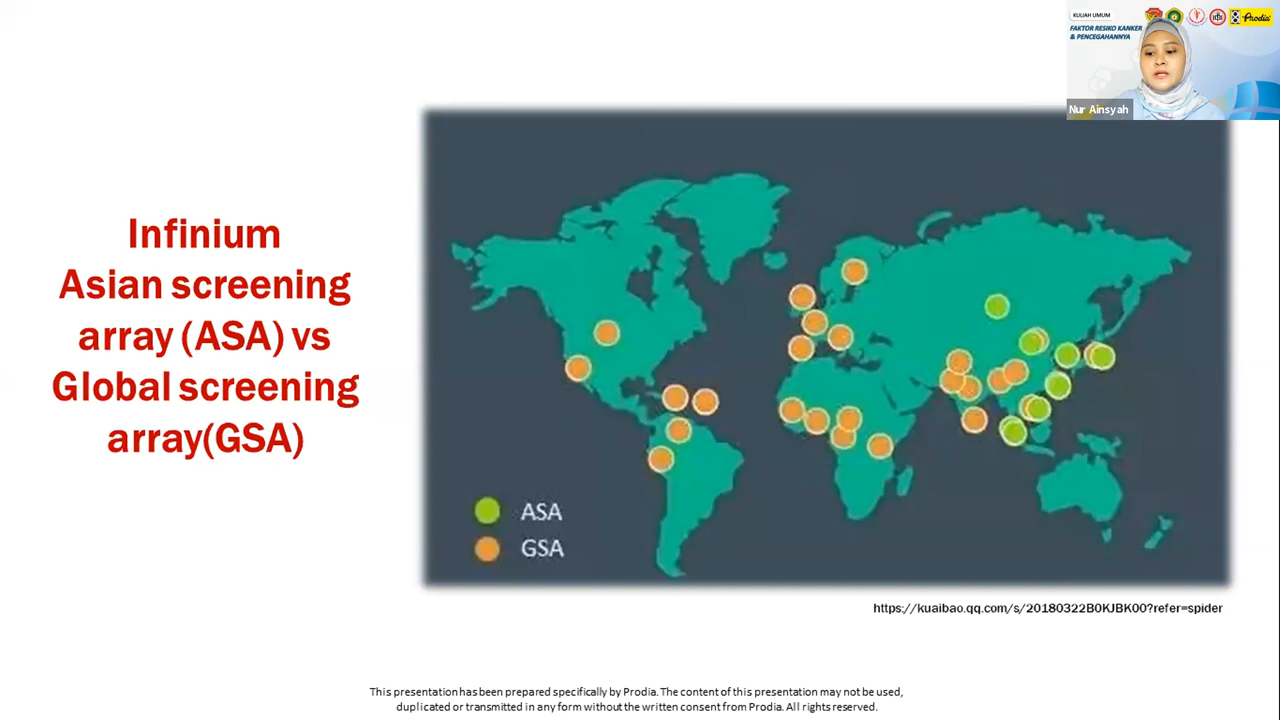 KULIAH UMUM
Prodia
FAKTOR RESIKO KANKER
& PENCEGAHANNYA
Nur Ainsyah
Infinium
Asian screening
array (ASA) vs
Global screening
array(GSA)
ASA
GSA
https://kuaibao.qq.com/s/20180322B0KJBK00?refer=spider
This presentation has been prepared specifically by Prodia. The content of this presentation may not be used,
duplicated or transmitted in any form without the written consent from Prodia. All rights reserved.